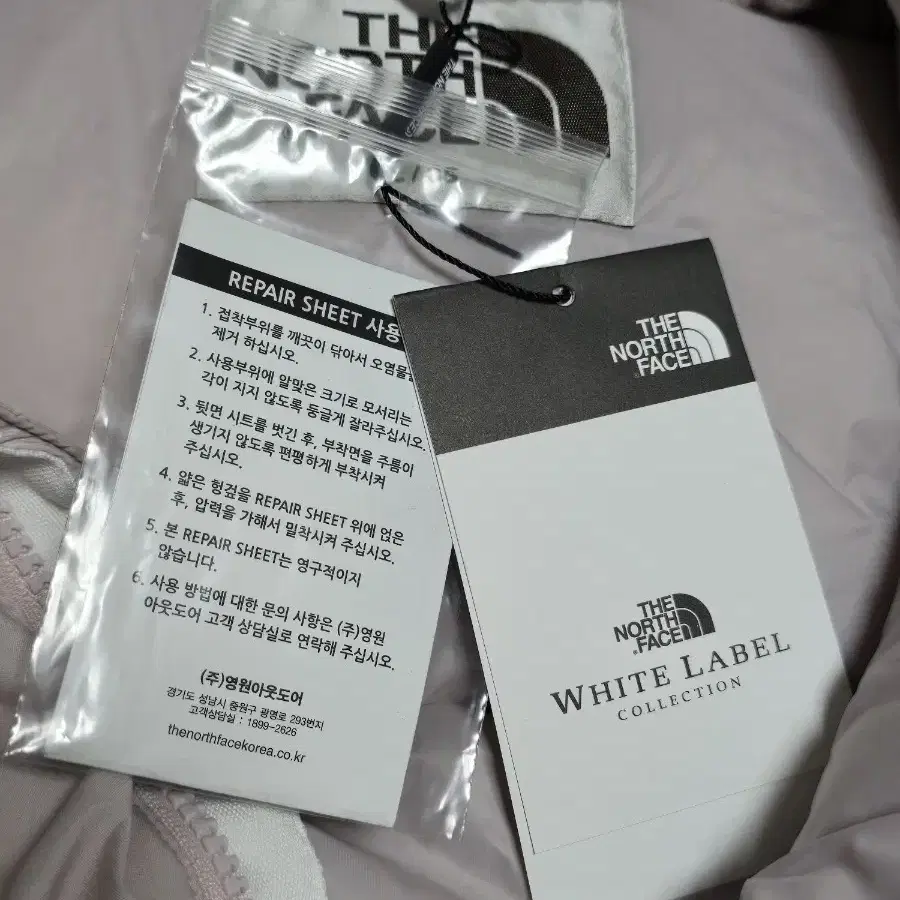 THE
NORTH
FACE
REPAIR SHEET 사용
1. 접착부위를 깨끗이 닦아서 오염물을
제거 하십시오.
2. 사용부위에 알맞은 크기로 모서리는
각이 지지 않도록 둥글게 잘라주십시오.
3. 뒷면 시트를 벗긴 후, 부착면을 주름이
생기지 않도록 편평하게 부착시켜
주십시오.
4. 얇은 헝겊을 REPAIR SHEET 위에 얹은
후, 압력을 가해서 밀착시켜 주십시오.
5. 본 REPAIR SHEET는 영구적이지
않습니다.
6. 사용 방법에 대한 문의 사항은 (주)영원
아웃도어 고객 상담실로 연락해 주십시오.
(주)영원아웃도어
경기도 성남시 중원구 광명로 293번지
고객상담실 : 1899-2626
thenorthfacekorea.co.kr
THE
NORTH
FACE
THE
NORTH
FACE
WHITE LABEL
COLLECTION